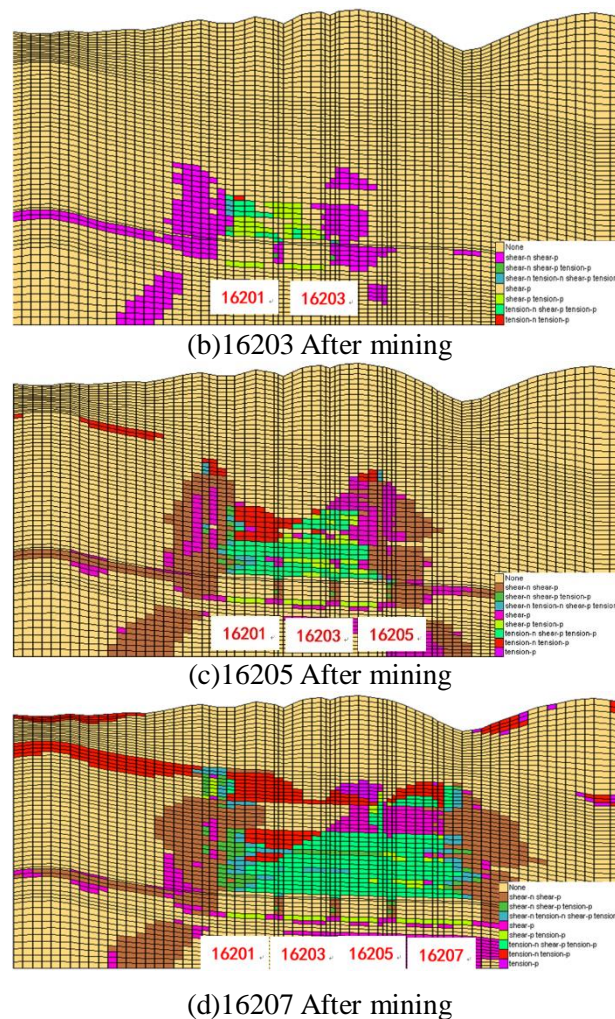 None
shear-n shear-p
shear-n shear-p tension-p
shear-n tension-n shear-p tension
shear-p
shear-p tension-p
tension-n shear-p tension-p
tension-n tension-p
16201 16203
(b)16203 After mining
None
shear-n shear-p
shear-n shear-p tension-p
shear-n tension-n shear-p tension
shear-p
shear-p tension-p
tension-n shear-p tension-p
tension-n tension-p
tension-p
16201 16203 16205
(c)16205 After mining
None
shear-n shear-p
shear-n shear-p tension-p
shear-n tension-n shear-p tension
shear-p
shear-p tension-p
tension-n shear-p tension-p
tension-n tension-p
tension-p
16201 16203 16205 16207
(d)16207 After mining